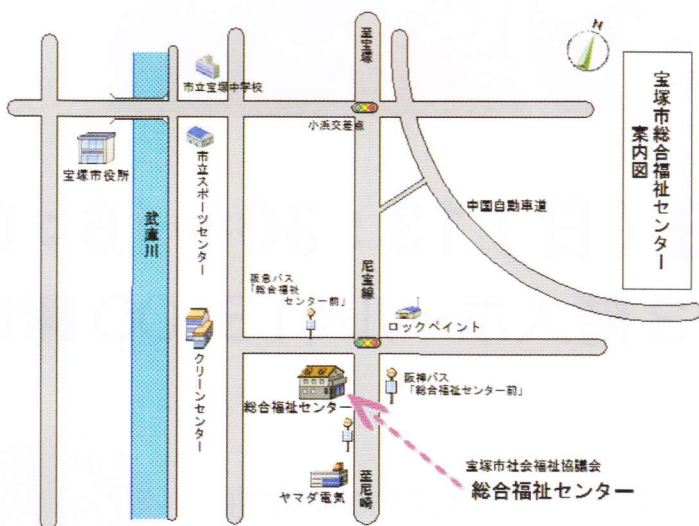 至宝塚
N
宝塚市総合福祉センター
案内図
市立宝塚中学校
小浜交差点
宝塚市役所
市立スポーツセンター
武庫川
中国自動車道
阪急バス
「総合福祉
センター前」
尼宝線
ロックペイント
クリーンセンター
総合福祉センター
阪神バス
「総合福祉センター前」
ヤマダ電気
至尼崎
宝塚市社会福祉協議会
総合福祉センター